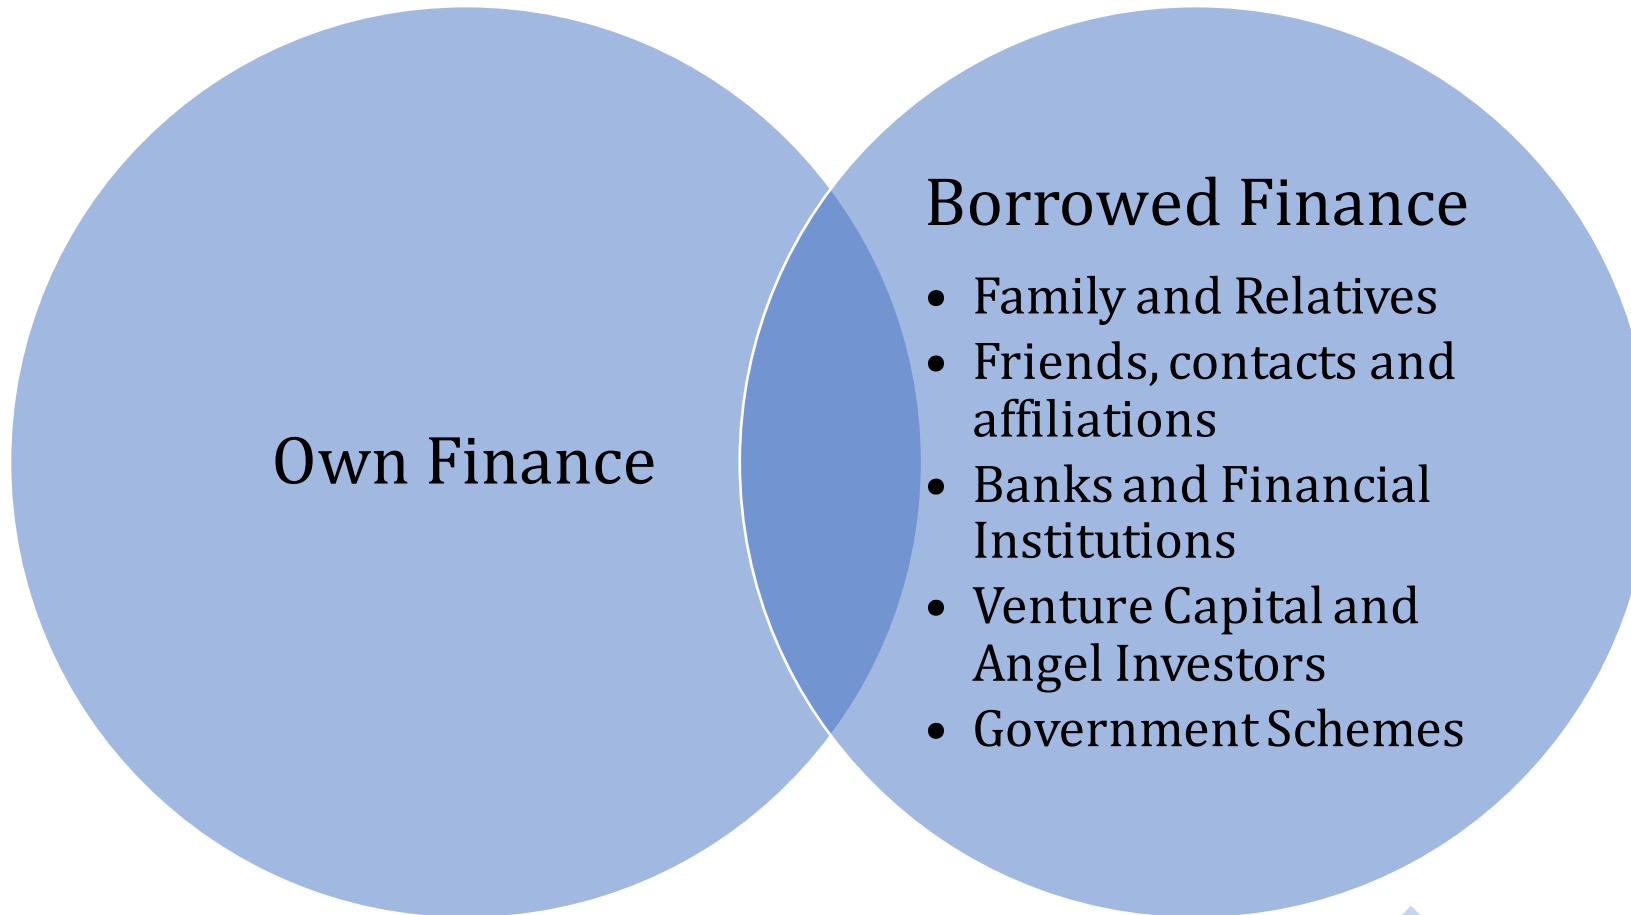 Own Finance
Borrowed Finance
• Family and Relatives
• Friends, contacts and
affiliations
• Banks and Financial
Institutions
• Venture Capital and
Angel Investors
• Government Schemes